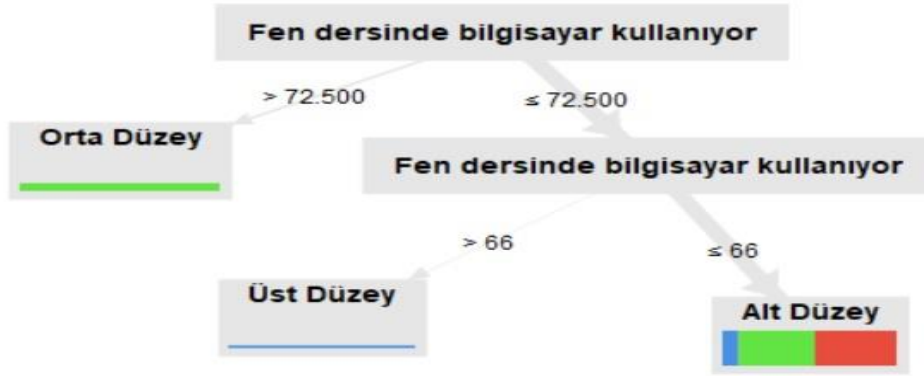 Fen dersinde bilgisayar kullanıyor
> 72.500
≤ 72.500
Orta Düzey
Fen dersinde bilgisayar kullanıyor
> 66
≤ 66
Üst Düzey
Alt Düzey